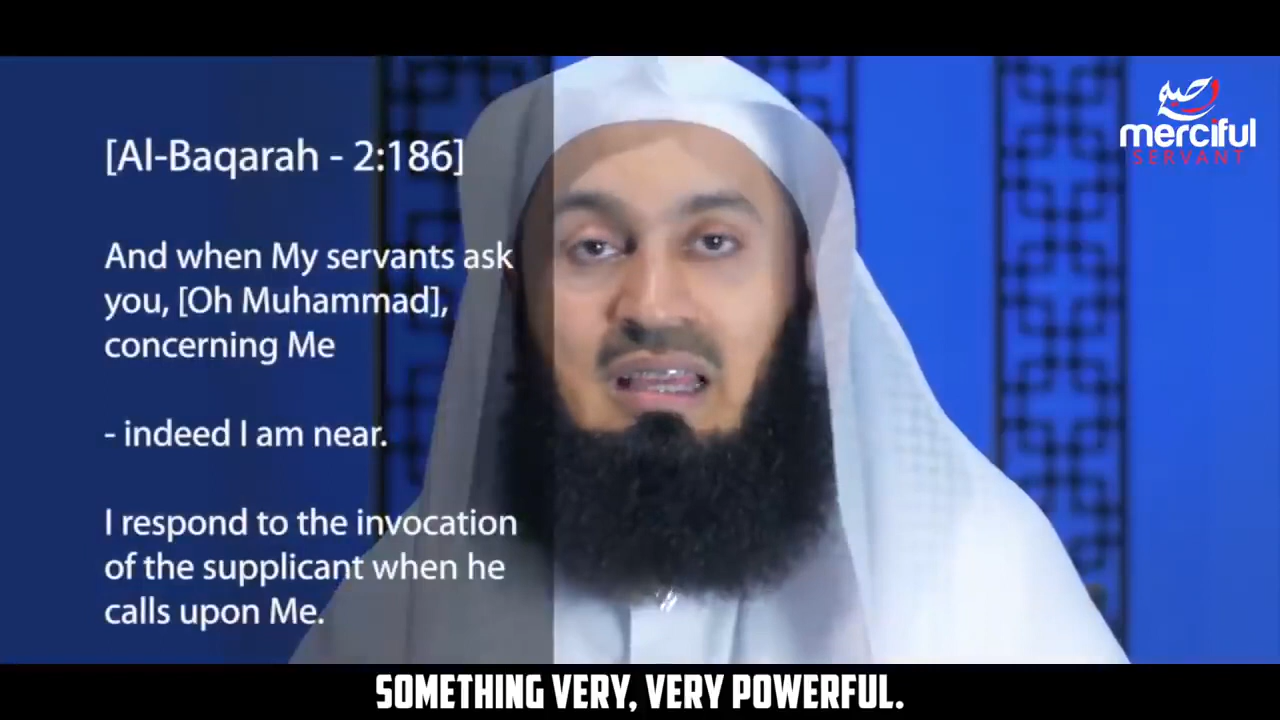 [Al-Baqarah - 2:186]
And when My servants ask
you, [Oh Muhammad],
concerning Me
- indeed I am near.
I respond to the invocation
of the supplicant when he
calls upon Me.
merciful
SERVANT
SOMETHING VERY, VERY POWERFUL.